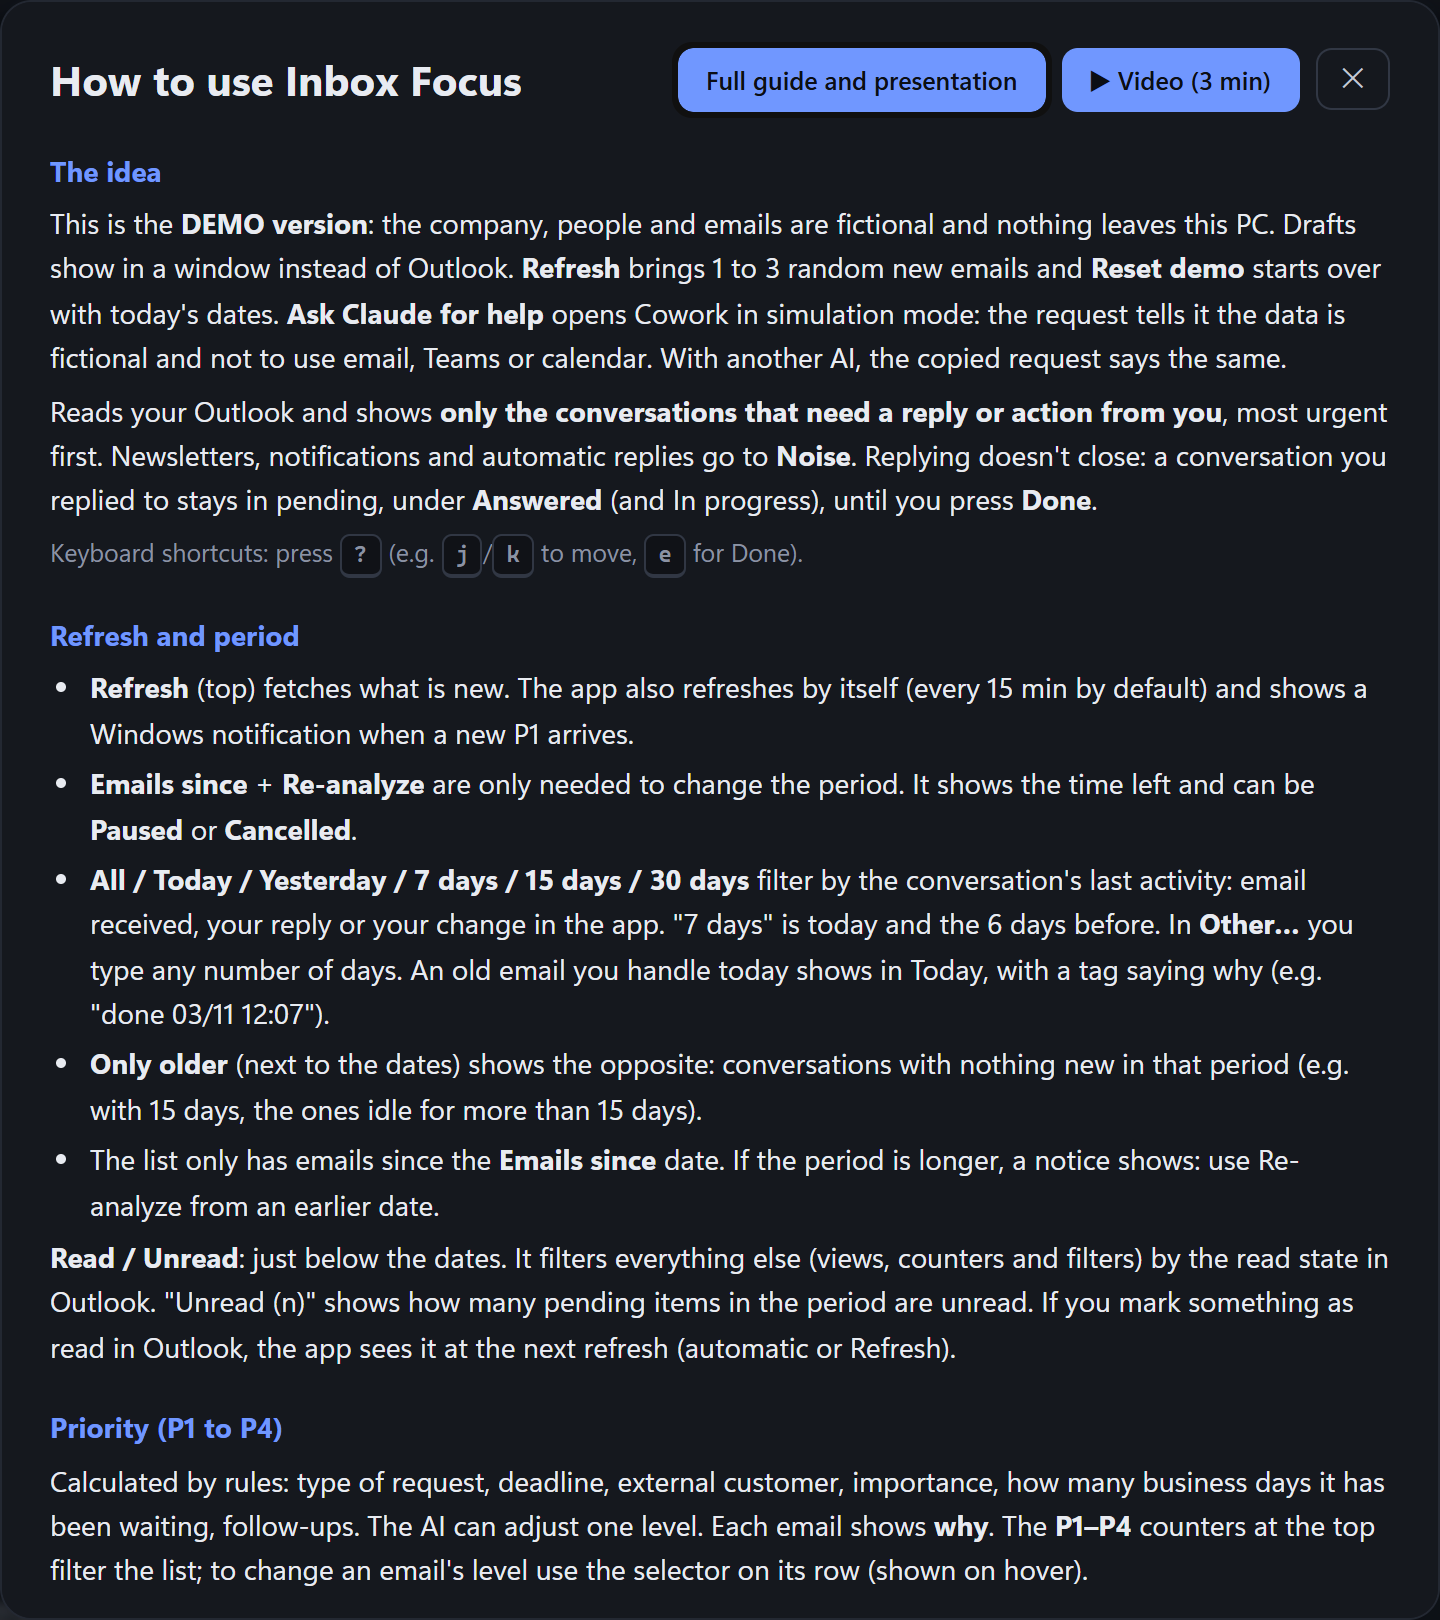 How to use Inbox Focus
Full guide and presentation
▶ Video (3 min)
The idea
This is the DEMO version: the company, people and emails are fictional and nothing leaves this PC. Drafts
show in a window instead of Outlook. Refresh brings 1 to 3 random new emails and Reset demo starts over
with today's dates. Ask Claude for help opens Cowork in simulation mode: the request tells it the data is
fictional and not to use email, Teams or calendar. With another AI, the copied request says the same.
Reads your Outlook and shows only the conversations that need a reply or action from you, most urgent
first. Newsletters, notifications and automatic replies go to Noise. Replying doesn't close: a conversation you
replied to stays in pending, under Answered (and In progress), until you press Done.
Keyboard shortcuts: press ? (e.g. j/k to move, e for Done).
Refresh and period
• Refresh (top) fetches what is new. The app also refreshes by itself (every 15 min by default) and shows a
Windows notification when a new P1 arrives.
• Emails since + Re-analyze are only needed to change the period. It shows the time left and can be
Paused or Cancelled.
• All / Today / Yesterday / 7 days / 15 days / 30 days filter by the conversation's last activity: email
received, your reply or your change in the app. "7 days" is today and the 6 days before. In Other... you
type any number of days. An old email you handle today shows in Today, with a tag saying why (e.g.
"done 03/11 12:07").
• Only older (next to the dates) shows the opposite: conversations with nothing new in that period (e.g.
with 15 days, the ones idle for more than 15 days).
• The list only has emails since the Emails since date. If the period is longer, a notice shows: use Re-
analyze from an earlier date.
Read / Unread: just below the dates. It filters everything else (views, counters and filters) by the read state in
Outlook. "Unread (n)" shows how many pending items in the period are unread. If you mark something as
read in Outlook, the app sees it at the next refresh (automatic or Refresh).
Priority (P1 to P4)
Calculated by rules: type of request, deadline, external customer, importance, how many business days it has
been waiting, follow-ups. The AI can adjust one level. Each email shows why. The P1–P4 counters at the top
filter the list; to change an email's level use the selector on its row (shown on hover).